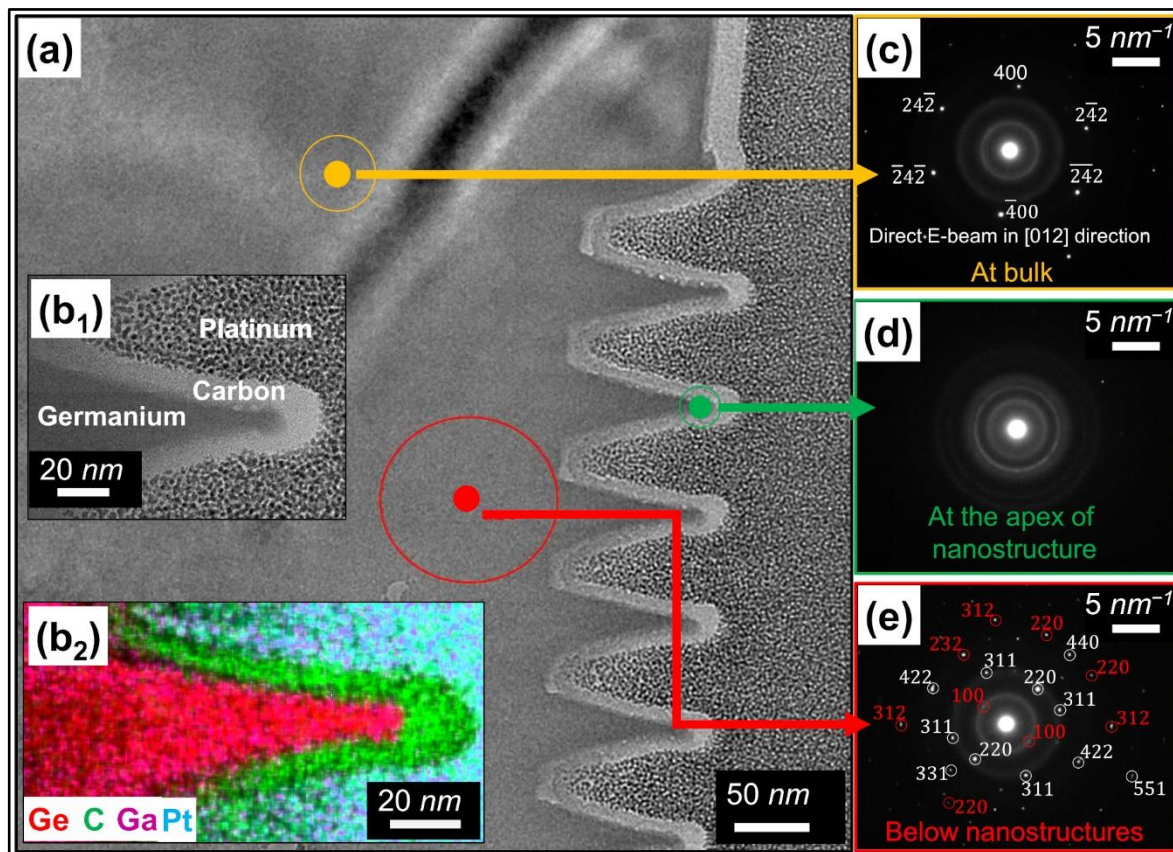 (a)
(b₁)
Platinum
Carbon
Germanium
20 nm
(b₂)
Ge C Ga Pt
20 nm
50 nm
(c)
5 nm⁻¹
400
242̅
24̅2
2̅42̅
2̅4̅2
4̅00
Direct E-beam in [012] direction
At bulk
(d)
5 nm⁻¹
At the apex of
nanostructure
(e)
5 nm⁻¹
312
220
232
440
311
220
422
220
100
311
312
312
311
100
220
422
331
311
551
220
Below nanostructures